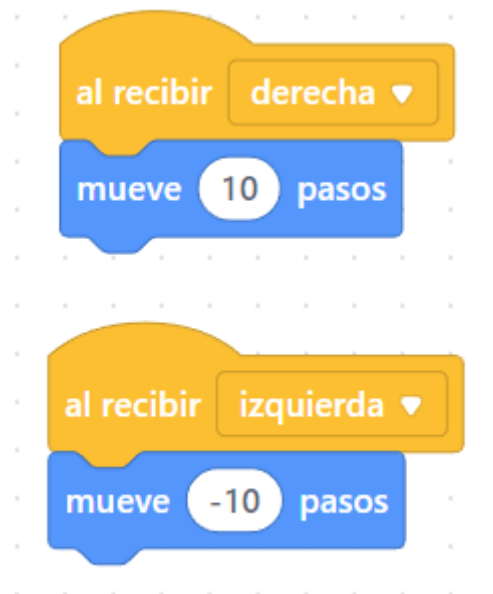 al recibir derecha
mueve 10 pasos
al recibir izquierda
mueve -10 pasos